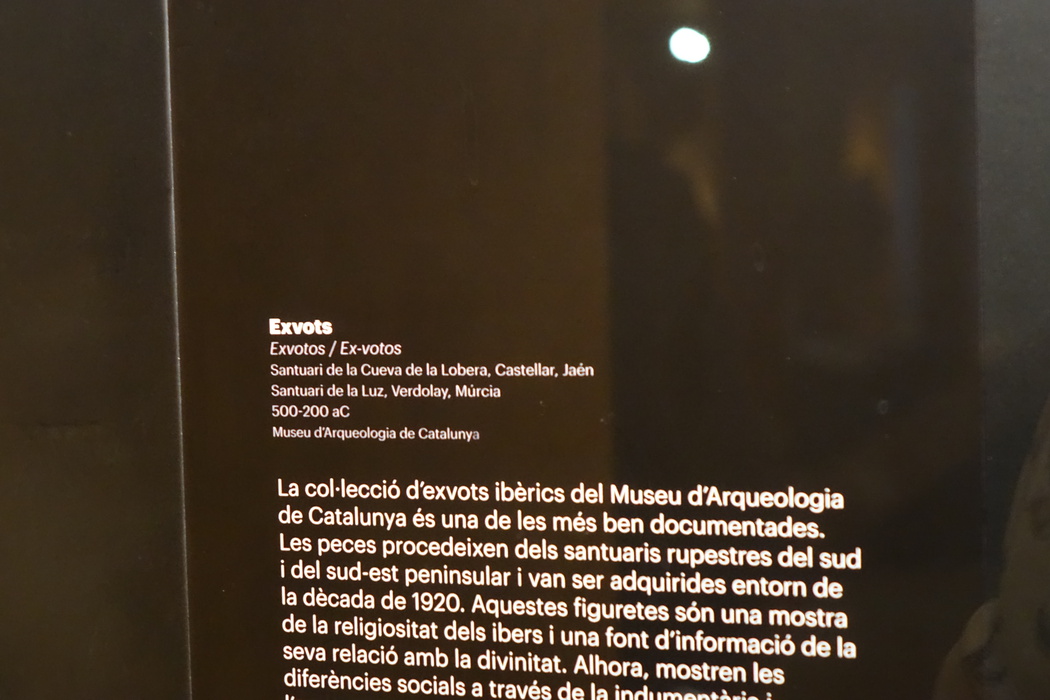 Exvots
Exvotos / Ex-votos
Santuari de la Cueva de la Lobera, Castellar, Jaén
Santuari de la Luz, Verdolay, Múrcia
500-200 aC
Museu d'Arqueologia de Catalunya
La col·lecció d'exvots ibèrics del Museu d'Arqueologia
de Catalunya és una de les més ben documentades.
Les peces procedeixen dels santuaris rupestres del sud
i del sud-est peninsular i van ser adquirides entorn de
la dècada de 1920. Aquestes figuretes són una mostra
de la religiositat dels ibers i una font d'informació de la
seva relació amb la divinitat. Alhora, mostren les
diferències socials a través de la indumentària i